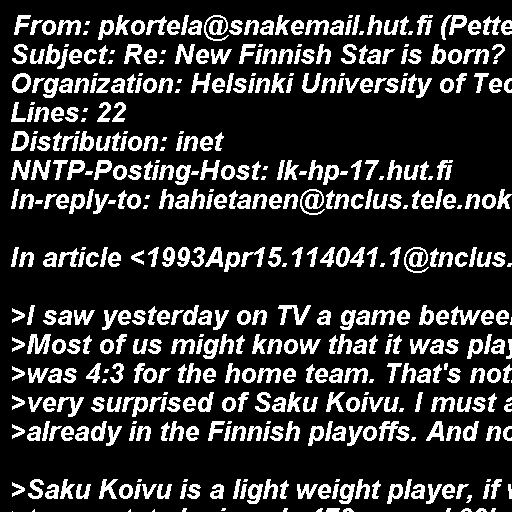 From: pkortela@snakemail.hut.fi (Pette
Subject: Re: New Finnish Star is born?
Organization: Helsinki University of Tec
Lines: 22
Distribution: inet
NNTP-Posting-Host: lk-hp-17.hut.fi
In-reply-to: hahietanen@tnclus.tele.nok
In article <1993Apr15.114041.1@tnclus.
>I saw yesterday on TV a game between
>Most of us might know that it was play
>was 4:3 for the home team. That's not
>very surprised of Saku Koivu. I must a
>already in the Finnish playoffs. And no
>Saku Koivu is a light weight player, if w